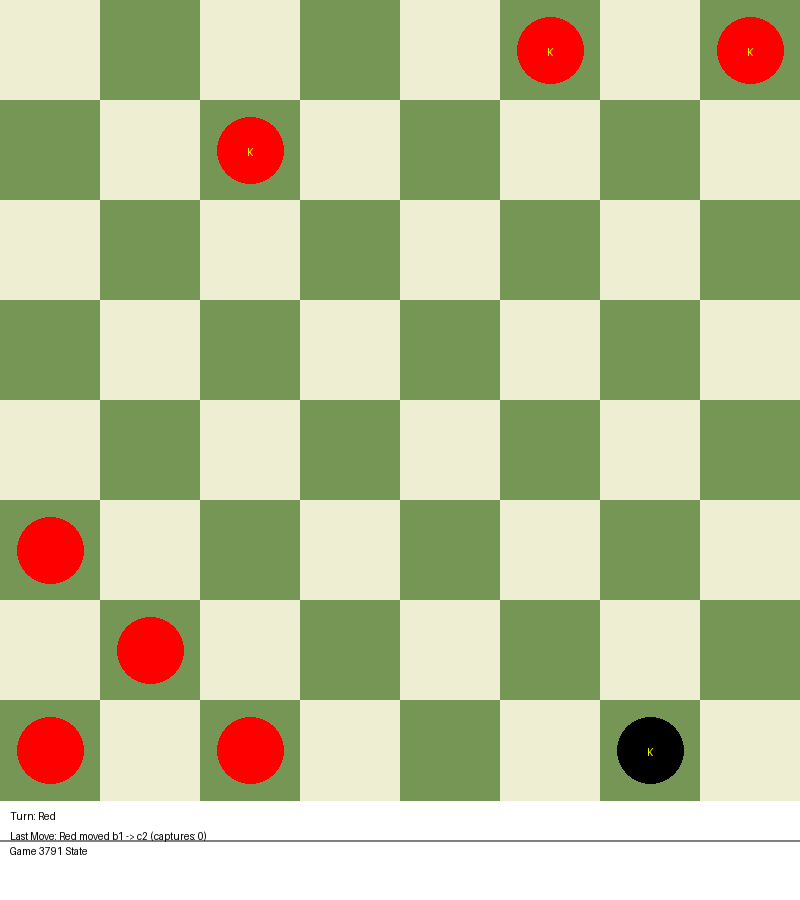 K K
K
K
Turn: Red
Last Move: Red moved b1 -> c2 (captures: 0)
Game 3791 State